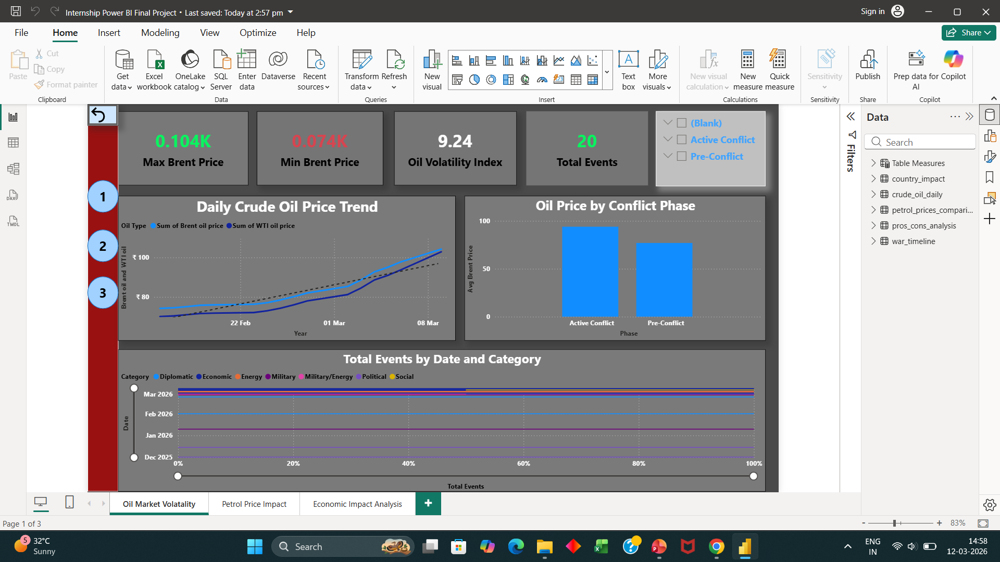 Internship Power BI Final Project • Last saved: Today at 2:57 pm
Sign in
File Home Insert Modeling View Optimize Help
Share
Paste
Cut
Copy
Format painter
Clipboard
Get data
Excel workbook
OneLake catalog
SQL Server
Enter data
Dataverse
Recent sources
Data
Transform data
Refresh
Queries
New visual
Text box
More visuals
Insert
New visual calculation
New measure
Quick measure
Calculations
Sensitivity
Sensitivity
Publish
Share
Prep data for AI
Copilot
Copilot
DAX
TMDL
0.104K
Max Brent Price
0.074K
Min Brent Price
9.24
Oil Volatility Index
20
Total Events
(Blank)
Active Conflict
Pre-Conflict
1
2
3
Daily Crude Oil Price Trend
Oil Type Sum of Brent oil price Sum of WTI oil price
Brent oil and WTI oil
₹ 100
₹ 80
22 Feb 01 Mar 08 Mar
Year
Oil Price by Conflict Phase
Avg Brent Price
100
50
0
Active Conflict Pre-Conflict
Phase
Total Events by Date and Category
Category Diplomatic Economic Energy Military Military/Energy Political Social
Date
Mar 2026
Feb 2026
Jan 2026
Dec 2025
0% 20% 40% 60% 80% 100%
Total Events
Filters
Data
Search
Table Measures
country_impact
crude_oil_daily
petrol_prices_compari...
pros_cons_analysis
war_timeline
Oil Market Volatality
Petrol Price Impact
Economic Impact Analysis
Page 1 of 3
83%
5
32°C
Sunny
Search
ENG
IN
14:58
12-03-2026